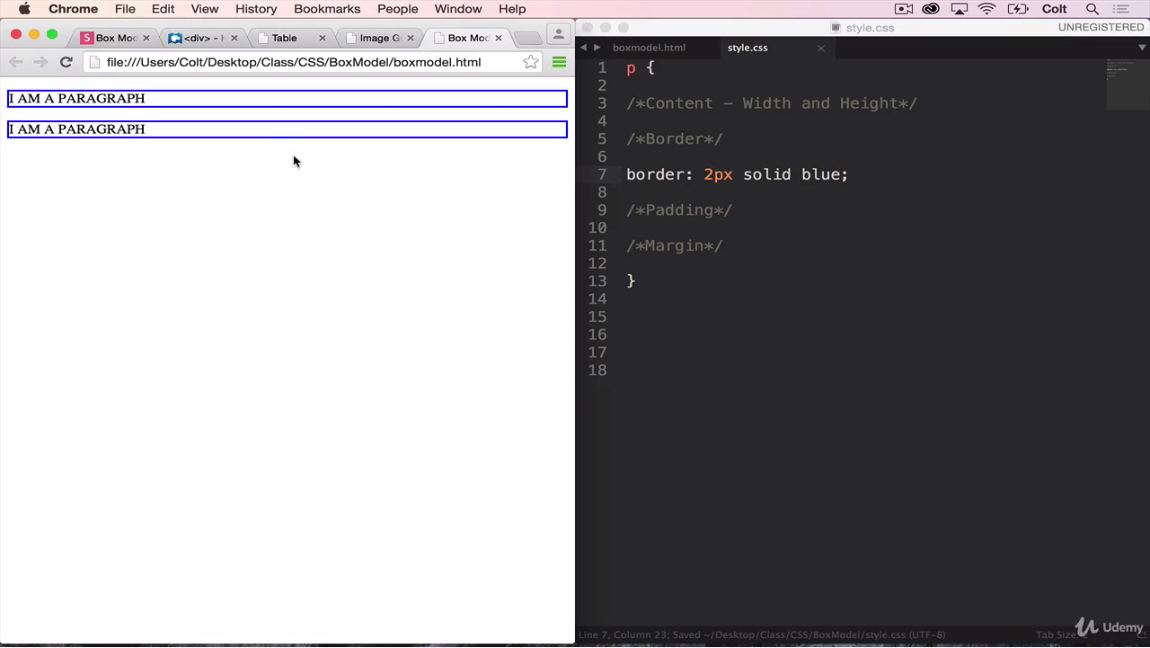 Chrome File Edit View History Bookmarks People Window Help Colt
Box Mod <div> - H Table Image Ga Box Mod
file:///Users/Colt/Desktop/Class/CSS/BoxModel/boxmodel.html
I AM A PARAGRAPH
I AM A PARAGRAPH
style.css UNREGISTERED
boxmodel.html style.css
1 p {
2
3 /*Content - Width and Height*/
4
5 /*Border*/
6
7 border: 2px solid blue;
8
9 /*Padding*/
10
11 /*Margin*/
12
13 }
14
15
16
17
18
Line 7, Column 23; Saved ~/Desktop/Class/CSS/BoxModel/style.css (UTF-8) Tab Size:
Udemy